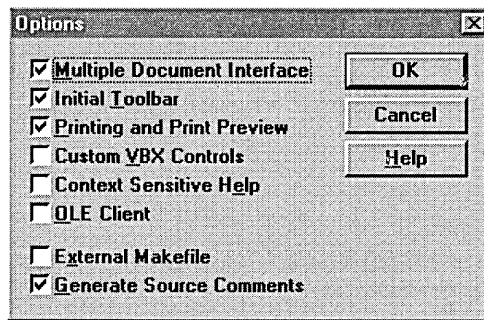 Options
Multiple Document Interface
OK
Initial Toolbar
Cancel
Printing and Print Preview
Custom VBX Controls
Help
Context Sensitive Help
OLE Client
External Makefile
Generate Source Comments